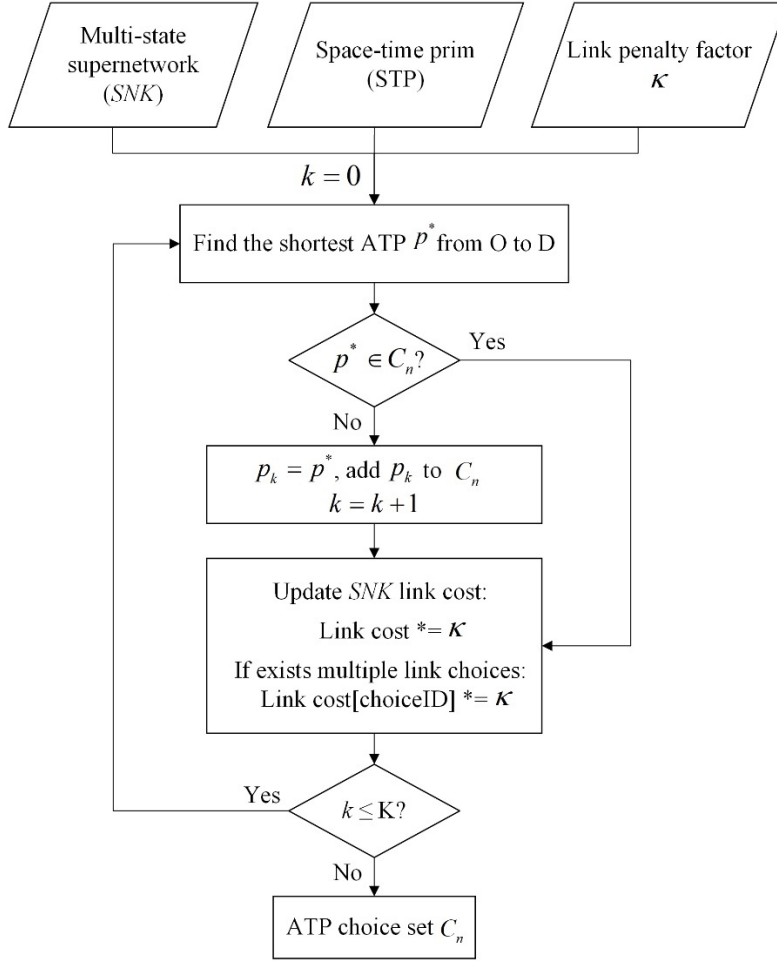 Multi-state
supernetwork
(SNK)
Space-time prim
(STP)
Link penalty factor
κ
k = 0
Find the shortest ATP p* from O to D
p* ∈ Cₙ?
Yes
No
pₖ = p*, add pₖ to Cₙ
k = k + 1
Update SNK link cost:
Link cost *= κ
If exists multiple link choices:
Link cost[choiceID] *= κ
Yes
k ≤ K?
No
ATP choice set Cₙ